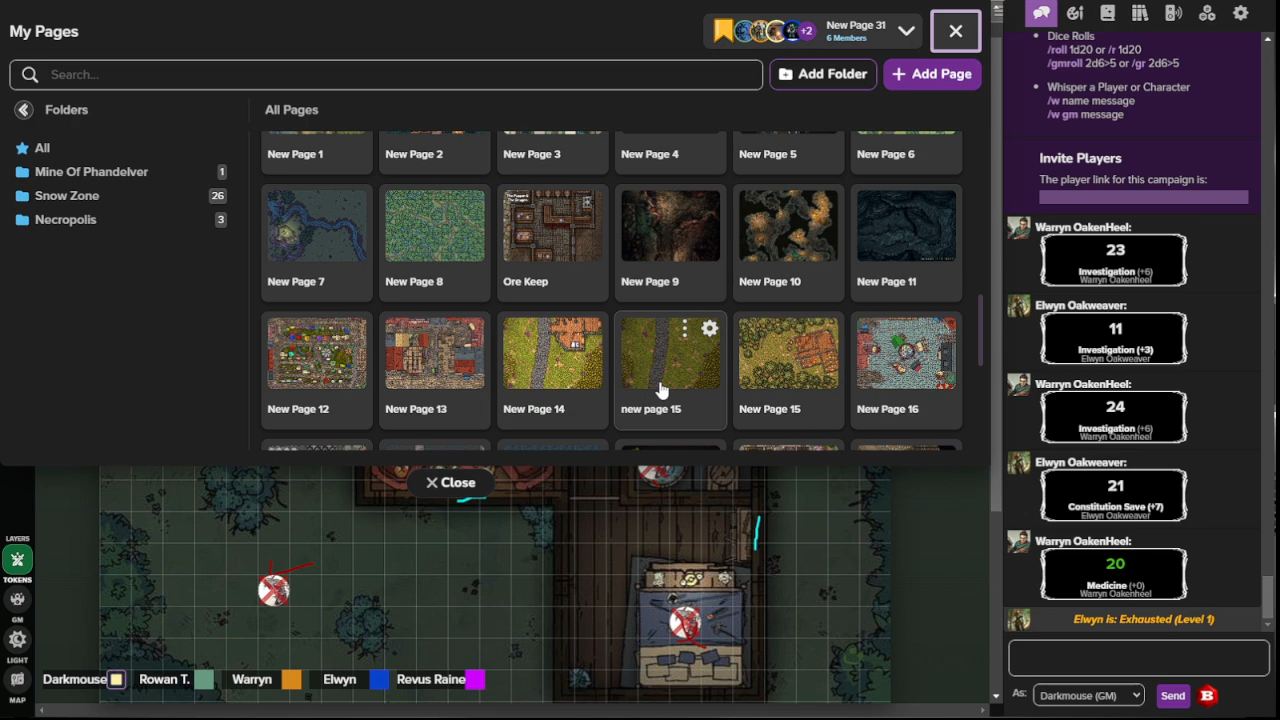 My Pages
+2
New Page 31
6 Members
Search...
Add Folder
Add Page
Folders
All
Mine Of Phandelver
1
Snow Zone
26
Necropolis
3
All Pages
New Page 1
New Page 2
New Page 3
New Page 4
New Page 5
New Page 6
New Page 7
New Page 8
Ore Keep
New Page 9
New Page 10
New Page 11
New Page 12
New Page 13
New Page 14
new page 15
New Page 15
New Page 16
Close
LAYERS
TOKENS
GM
LIGHT
MAP
Darkmouse
Rowan T.
Warryn
Elwyn
Revus Raine
Dice Rolls
/roll 1d20 or /r 1d20
/gmroll 2d6>5 or /gr 2d6>5
Whisper a Player or Character
/w name message
/w gm message
Invite Players
The player link for this campaign is:
Warryn OakenHeel:
23
Investigation (+6)
Warryn Oakenheel
Elwyn Oakweaver:
11
Investigation (+3)
Elwyn Oakweaver
Warryn OakenHeel:
24
Investigation (+6)
Warryn Oakenheel
Elwyn Oakweaver:
21
Constitution Save (+7)
Elwyn Oakweaver
Warryn OakenHeel:
20
Medicine (+0)
Warryn Oakenheel
Elwyn is: Exhausted (Level 1)
As:
Darkmouse (GM)
Send
B